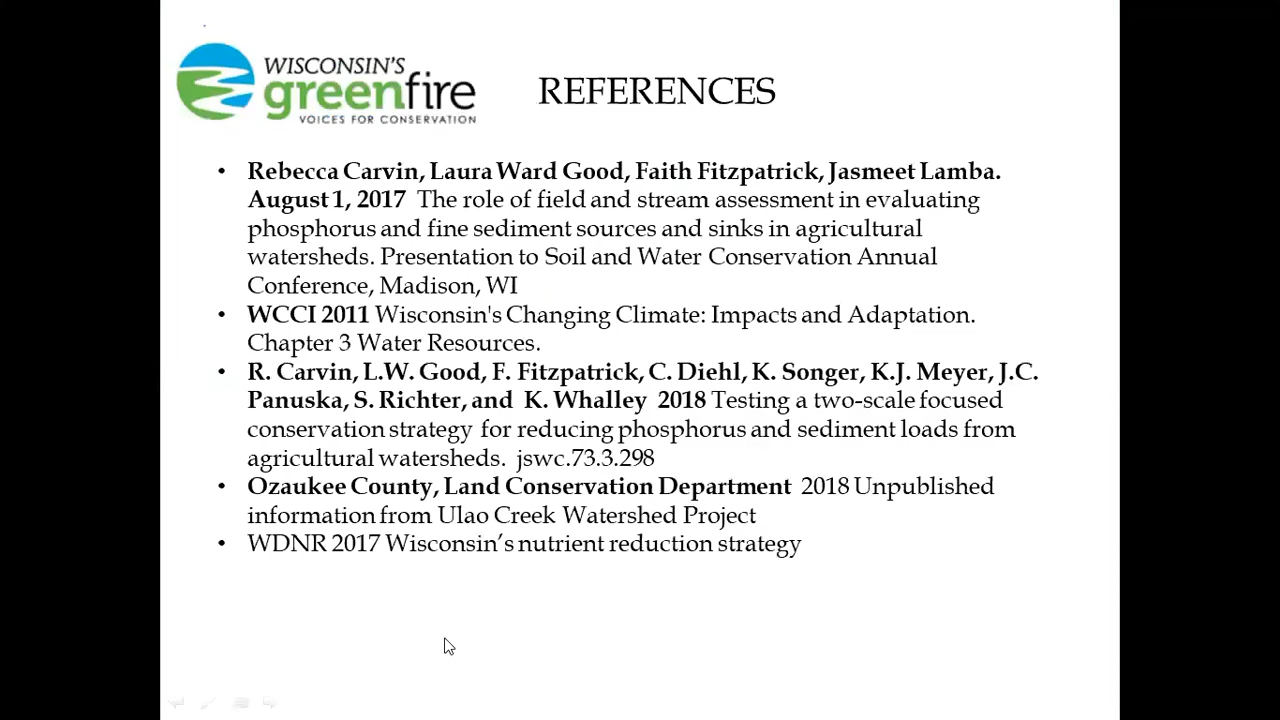 WISCONSIN'S
greenfire
VOICES FOR CONSERVATION
REFERENCES
• Rebecca Carvin, Laura Ward Good, Faith Fitzpatrick, Jasmeet Lamba.
August 1, 2017 The role of field and stream assessment in evaluating
phosphorus and fine sediment sources and sinks in agricultural
watersheds. Presentation to Soil and Water Conservation Annual
Conference, Madison, WI
• WCCI 2011 Wisconsin's Changing Climate: Impacts and Adaptation.
Chapter 3 Water Resources.
• R. Carvin, L.W. Good, F. Fitzpatrick, C. Diehl, K. Songer, K.J. Meyer, J.C.
Panuska, S. Richter, and K. Whalley 2018 Testing a two-scale focused
conservation strategy for reducing phosphorus and sediment loads from
agricultural watersheds. jswc.73.3.298
• Ozaukee County, Land Conservation Department 2018 Unpublished
information from Ulao Creek Watershed Project
• WDNR 2017 Wisconsin’s nutrient reduction strategy